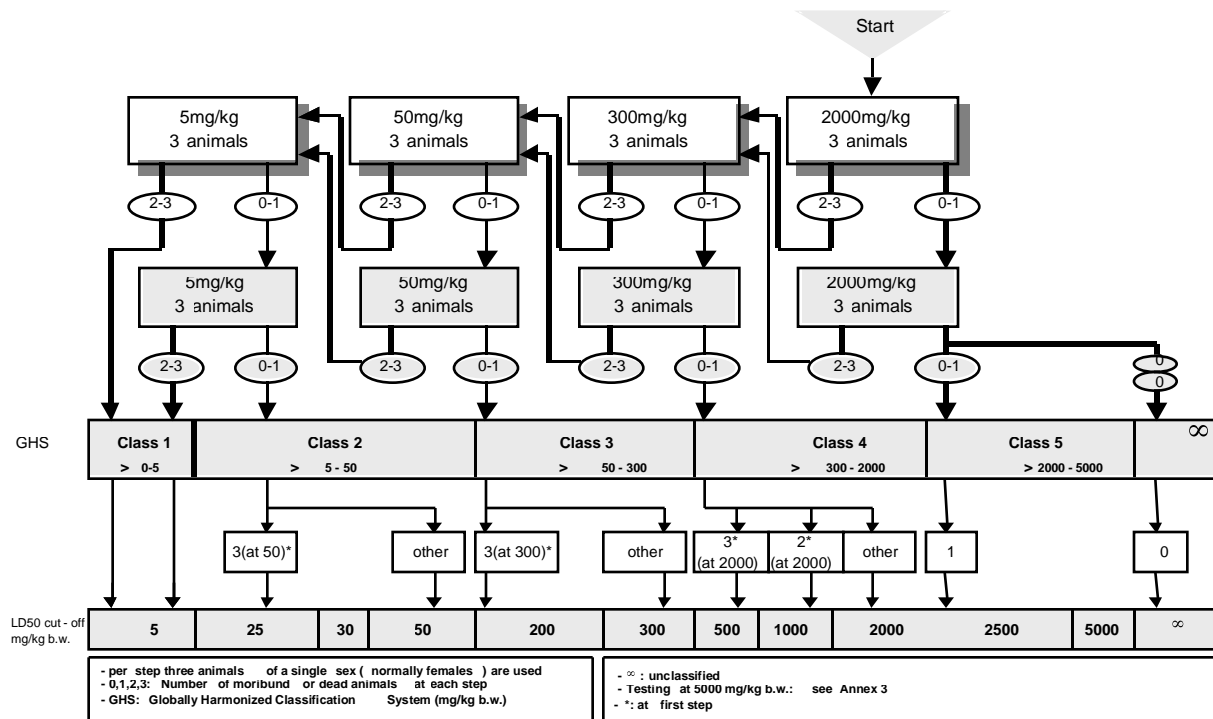 Start
5mg/kg
3 animals
50mg/kg
3 animals
300mg/kg
3 animals
2000mg/kg
3 animals
2-3
0-1
2-3
0-1
2-3
0-1
2-3
0-1
5mg/kg
3 animals
50mg/kg
3 animals
300mg/kg
3 animals
2000mg/kg
3 animals
2-3
0-1
2-3
0-1
2-3
0-1
2-3
0-1
0
0
GHS
Class 1
> 0-5
Class 2
> 5 - 50
Class 3
> 50 - 300
Class 4
> 300 - 2000
Class 5
> 2000 - 5000
∞
3(at 50)*
other
3(at 300)*
other
3*
(at 2000)
2*
(at 2000)
other
1
0
LD50 cut - off
mg/kg b.w.
5
25
30
50
200
300
500
1000
2000
2500
5000
∞
- per step three animals of a single sex ( normally females ) are used
- 0,1,2,3: Number of moribund or dead animals at each step
- GHS: Globally Harmonized Classification System (mg/kg b.w.)
- ∞ : unclassified
- Testing at 5000 mg/kg b.w.: see Annex 3
- *: at first step